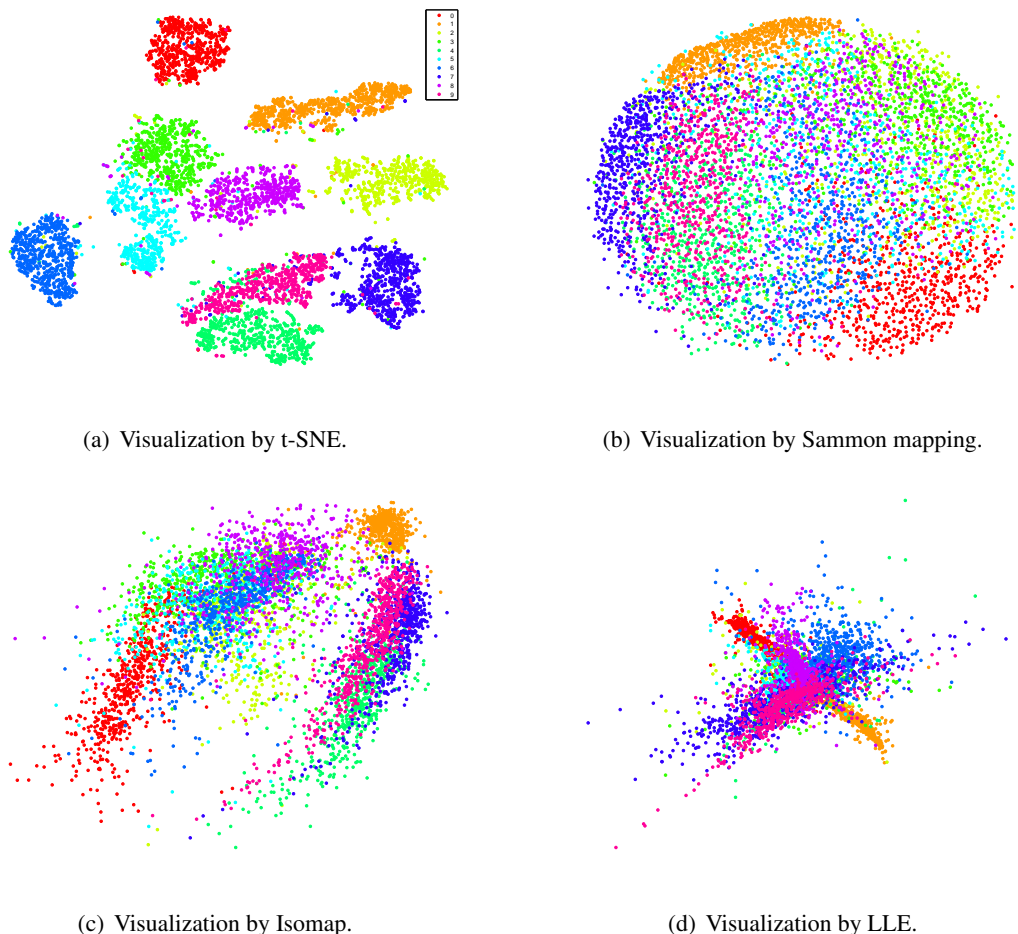 0
1
2
3
4
5
6
7
8
9
(a) Visualization by t-SNE.
(b) Visualization by Sammon mapping.
(c) Visualization by Isomap.
(d) Visualization by LLE.